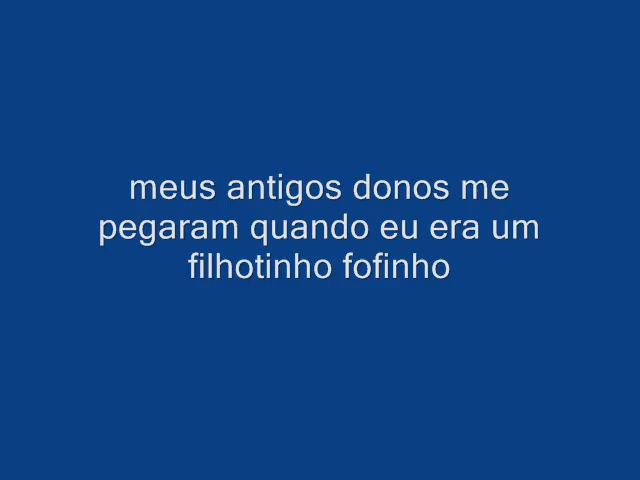 meus antigos donos me
pegaram quando eu era um
filhotinho fofinho